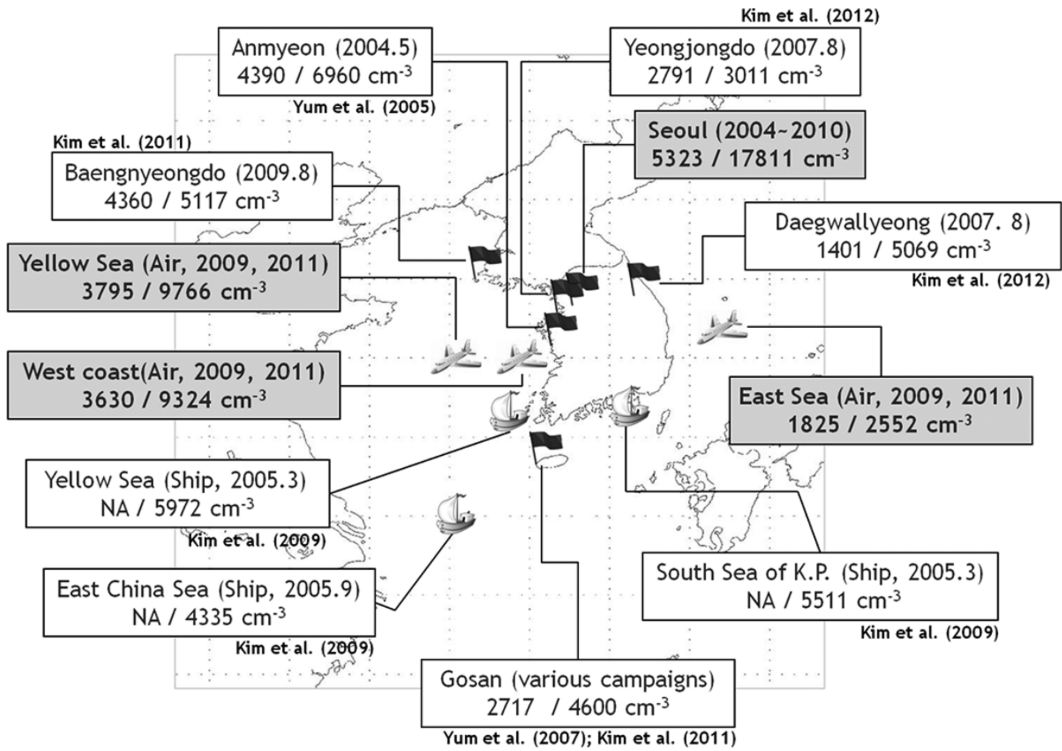 Kim et al. (2012)
Anmyeon (2004.5)
4390 / 6960 cm⁻³
Yum et al. (2005)
Yeongjongdo (2007.8)
2791 / 3011 cm⁻³
Kim et al. (2011)
Baengnyeongdo (2009.8)
4360 / 5117 cm⁻³
Seoul (2004~2010)
5323 / 17811 cm⁻³
Yellow Sea (Air, 2009, 2011)
3795 / 9766 cm⁻³
Daegwallyeong (2007. 8)
1401 / 5069 cm⁻³
Kim et al. (2012)
West coast(Air, 2009, 2011)
3630 / 9324 cm⁻³
East Sea (Air, 2009, 2011)
1825 / 2552 cm⁻³
Yellow Sea (Ship, 2005.3)
NA / 5972 cm⁻³
Kim et al. (2009)
East China Sea (Ship, 2005.9)
NA / 4335 cm⁻³
Kim et al. (2009)
South Sea of K.P. (Ship, 2005.3)
NA / 5511 cm⁻³
Kim et al. (2009)
Gosan (various campaigns)
2717 / 4600 cm⁻³
Yum et al. (2007); Kim et al. (2011)